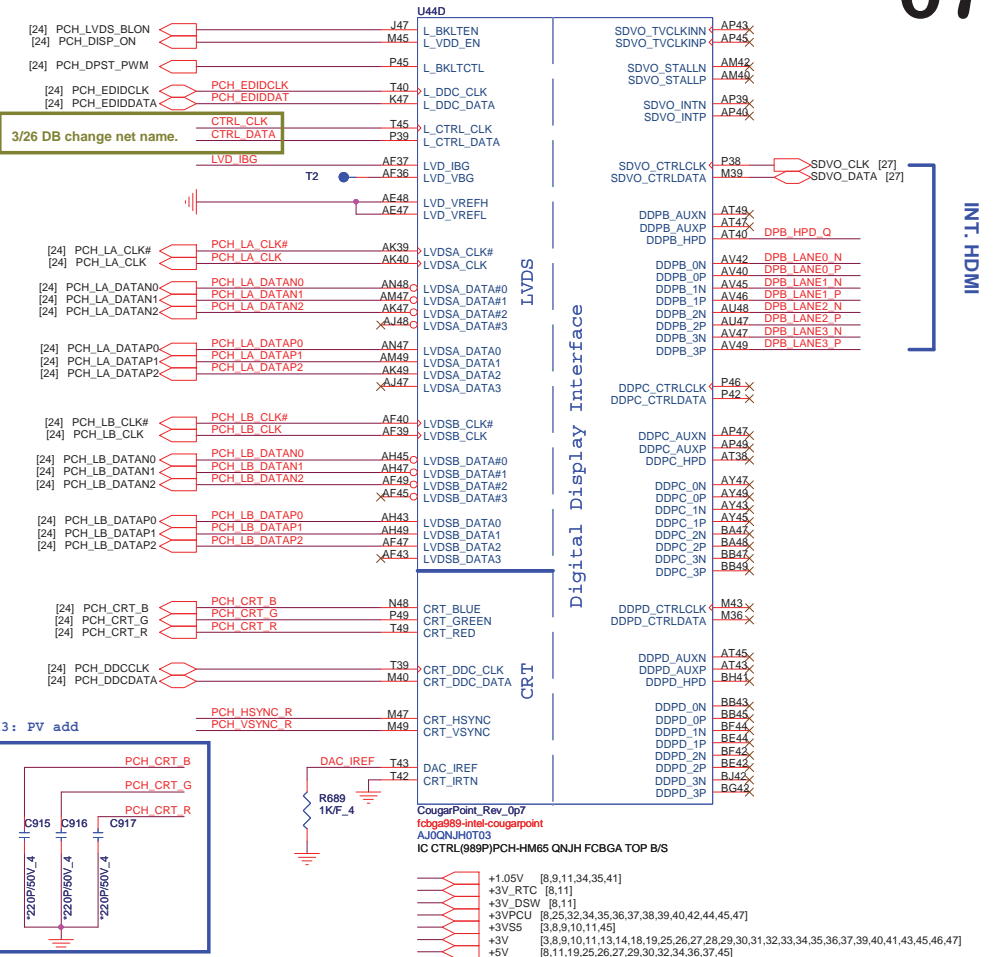 07
U44D
[24] PCH_LVDS_BLON J47 L_BKLTEN
[24] PCH_DISP_ON M45 L_VDD_EN
[24] PCH_DPST_PWM P45 L_BKLTCTL
[24] PCH_EDIDCLK PCH_EDIDCLK T40 L_DDC_CLK
[24] PCH_EDIDDATA PCH_EDIDDAT K47 L_DDC_DATA
3/26 DB change net name.
CTRL_CLK T45 L_CTRL_CLK
CTRL_DATA P39 L_CTRL_DATA
LVD_IBG AF37 LVD_IBG
T2 AF36 LVD_VBG
AE48 LVD_VREFH
AE47 LVD_VREFL
[24] PCH_LA_CLK# PCH_LA_CLK# AK39 LVDSA_CLK#
[24] PCH_LA_CLK PCH_LA_CLK AK40 LVDSA_CLK
[24] PCH_LA_DATAN0 PCH_LA_DATAN0 AN48 LVDSA_DATA#0
[24] PCH_LA_DATAN1 PCH_LA_DATAN1 AM47 LVDSA_DATA#1
[24] PCH_LA_DATAN2 PCH_LA_DATAN2 AK47 LVDSA_DATA#2
AJ48 LVDSA_DATA#3
[24] PCH_LA_DATAP0 PCH_LA_DATAP0 AN47 LVDSA_DATA0
[24] PCH_LA_DATAP1 PCH_LA_DATAP1 AM49 LVDSA_DATA1
[24] PCH_LA_DATAP2 PCH_LA_DATAP2 AK49 LVDSA_DATA2
AJ47 LVDSA_DATA3
[24] PCH_LB_CLK# PCH_LB_CLK# AF40 LVDSB_CLK#
[24] PCH_LB_CLK PCH_LB_CLK AF39 LVDSB_CLK
[24] PCH_LB_DATAN0 PCH_LB_DATAN0 AH45 LVDSB_DATA#0
[24] PCH_LB_DATAN1 PCH_LB_DATAN1 AH47 LVDSB_DATA#1
[24] PCH_LB_DATAN2 PCH_LB_DATAN2 AF49 LVDSB_DATA#2
AF45 LVDSB_DATA#3
[24] PCH_LB_DATAP0 PCH_LB_DATAP0 AH43 LVDSB_DATA0
[24] PCH_LB_DATAP1 PCH_LB_DATAP1 AH49 LVDSB_DATA1
[24] PCH_LB_DATAP2 PCH_LB_DATAP2 AF47 LVDSB_DATA2
AF43 LVDSB_DATA3
[24] PCH_CRT_B PCH_CRT_B N48 CRT_BLUE
[24] PCH_CRT_G PCH_CRT_G P49 CRT_GREEN
[24] PCH_CRT_R PCH_CRT_R T49 CRT_RED
[24] PCH_DDCCLK T39 CRT_DDC_CLK
[24] PCH_DDCDATA M40 CRT_DDC_DATA
PCH_HSYNC_R M47 CRT_HSYNC
PCH_VSYNC_R M49 CRT_VSYNC
DAC_IREF T43 DAC_IREF
T42 CRT_IRTN
R689
1K/F_4
LVDS
CRT
Digital Display Interface
SDVO_TVCLKINN AP43
SDVO_TVCLKINP AP45
SDVO_STALLN AM42
SDVO_STALLP AM40
SDVO_INTN AP39
SDVO_INTP AP40
SDVO_CTRLCLK P38 SDVO_CLK [27]
SDVO_CTRLDATA M39 SDVO_DATA [27]
DDPB_AUXN AT49
DDPB_AUXP AT47
DDPB_HPD AT40 DPB_HPD_Q
DDPB_0N AV42 DPB_LANE0_N
DDPB_0P AV40 DPB_LANE0_P
DDPB_1N AV45 DPB_LANE1_N
DDPB_1P AV46 DPB_LANE1_P
DDPB_2N AU48 DPB_LANE2_N
DDPB_2P AU47 DPB_LANE2_P
DDPB_3N AV47 DPB_LANE3_N
DDPB_3P AV49 DPB_LANE3_P
INT. HDMI
DDPC_CTRLCLK P46
DDPC_CTRLDATA P42
DDPC_AUXN AP47
DDPC_AUXP AP49
DDPC_HPD AT38
DDPC_0N AY47
DDPC_0P AY49
DDPC_1N AY43
DDPC_1P AY45
DDPC_2N BA47
DDPC_2P BA48
DDPC_3N BB47
DDPC_3P BB49
DDPD_CTRLCLK M43
DDPD_CTRLDATA M36
DDPD_AUXN AT45
DDPD_AUXP AT43
DDPD_HPD BH41
DDPD_0N BB43
DDPD_0P BB45
DDPD_1N BF44
DDPD_1P BE44
DDPD_2N BF42
DDPD_2P BE42
DDPD_3N BJ42
DDPD_3P BG42
3: PV add
PCH_CRT_B
PCH_CRT_G
PCH_CRT_R
C915 C916 C917
*220P/50V_4 *220P/50V_4 *220P/50V_4
CougarPoint_Rev_0p7
fcbga989-intel-cougarpoint
AJ0QNJH0T03
IC CTRL(989P)PCH-HM65 QNJH FCBGA TOP B/S
+1.05V [8,9,11,34,35,41]
+3V_RTC [8,11]
+3V_DSW [8,11]
+3VPCU [8,25,32,34,35,36,37,38,39,40,42,44,45,47]
+3VS5 [3,8,9,10,11,45]
+3V [3,8,9,10,11,13,14,18,19,25,26,27,28,29,30,31,32,33,34,35,36,37,39,40,41,43,45,46,47]
+5V [8,11,19,25,26,27,29,30,32,34,36,37,45]